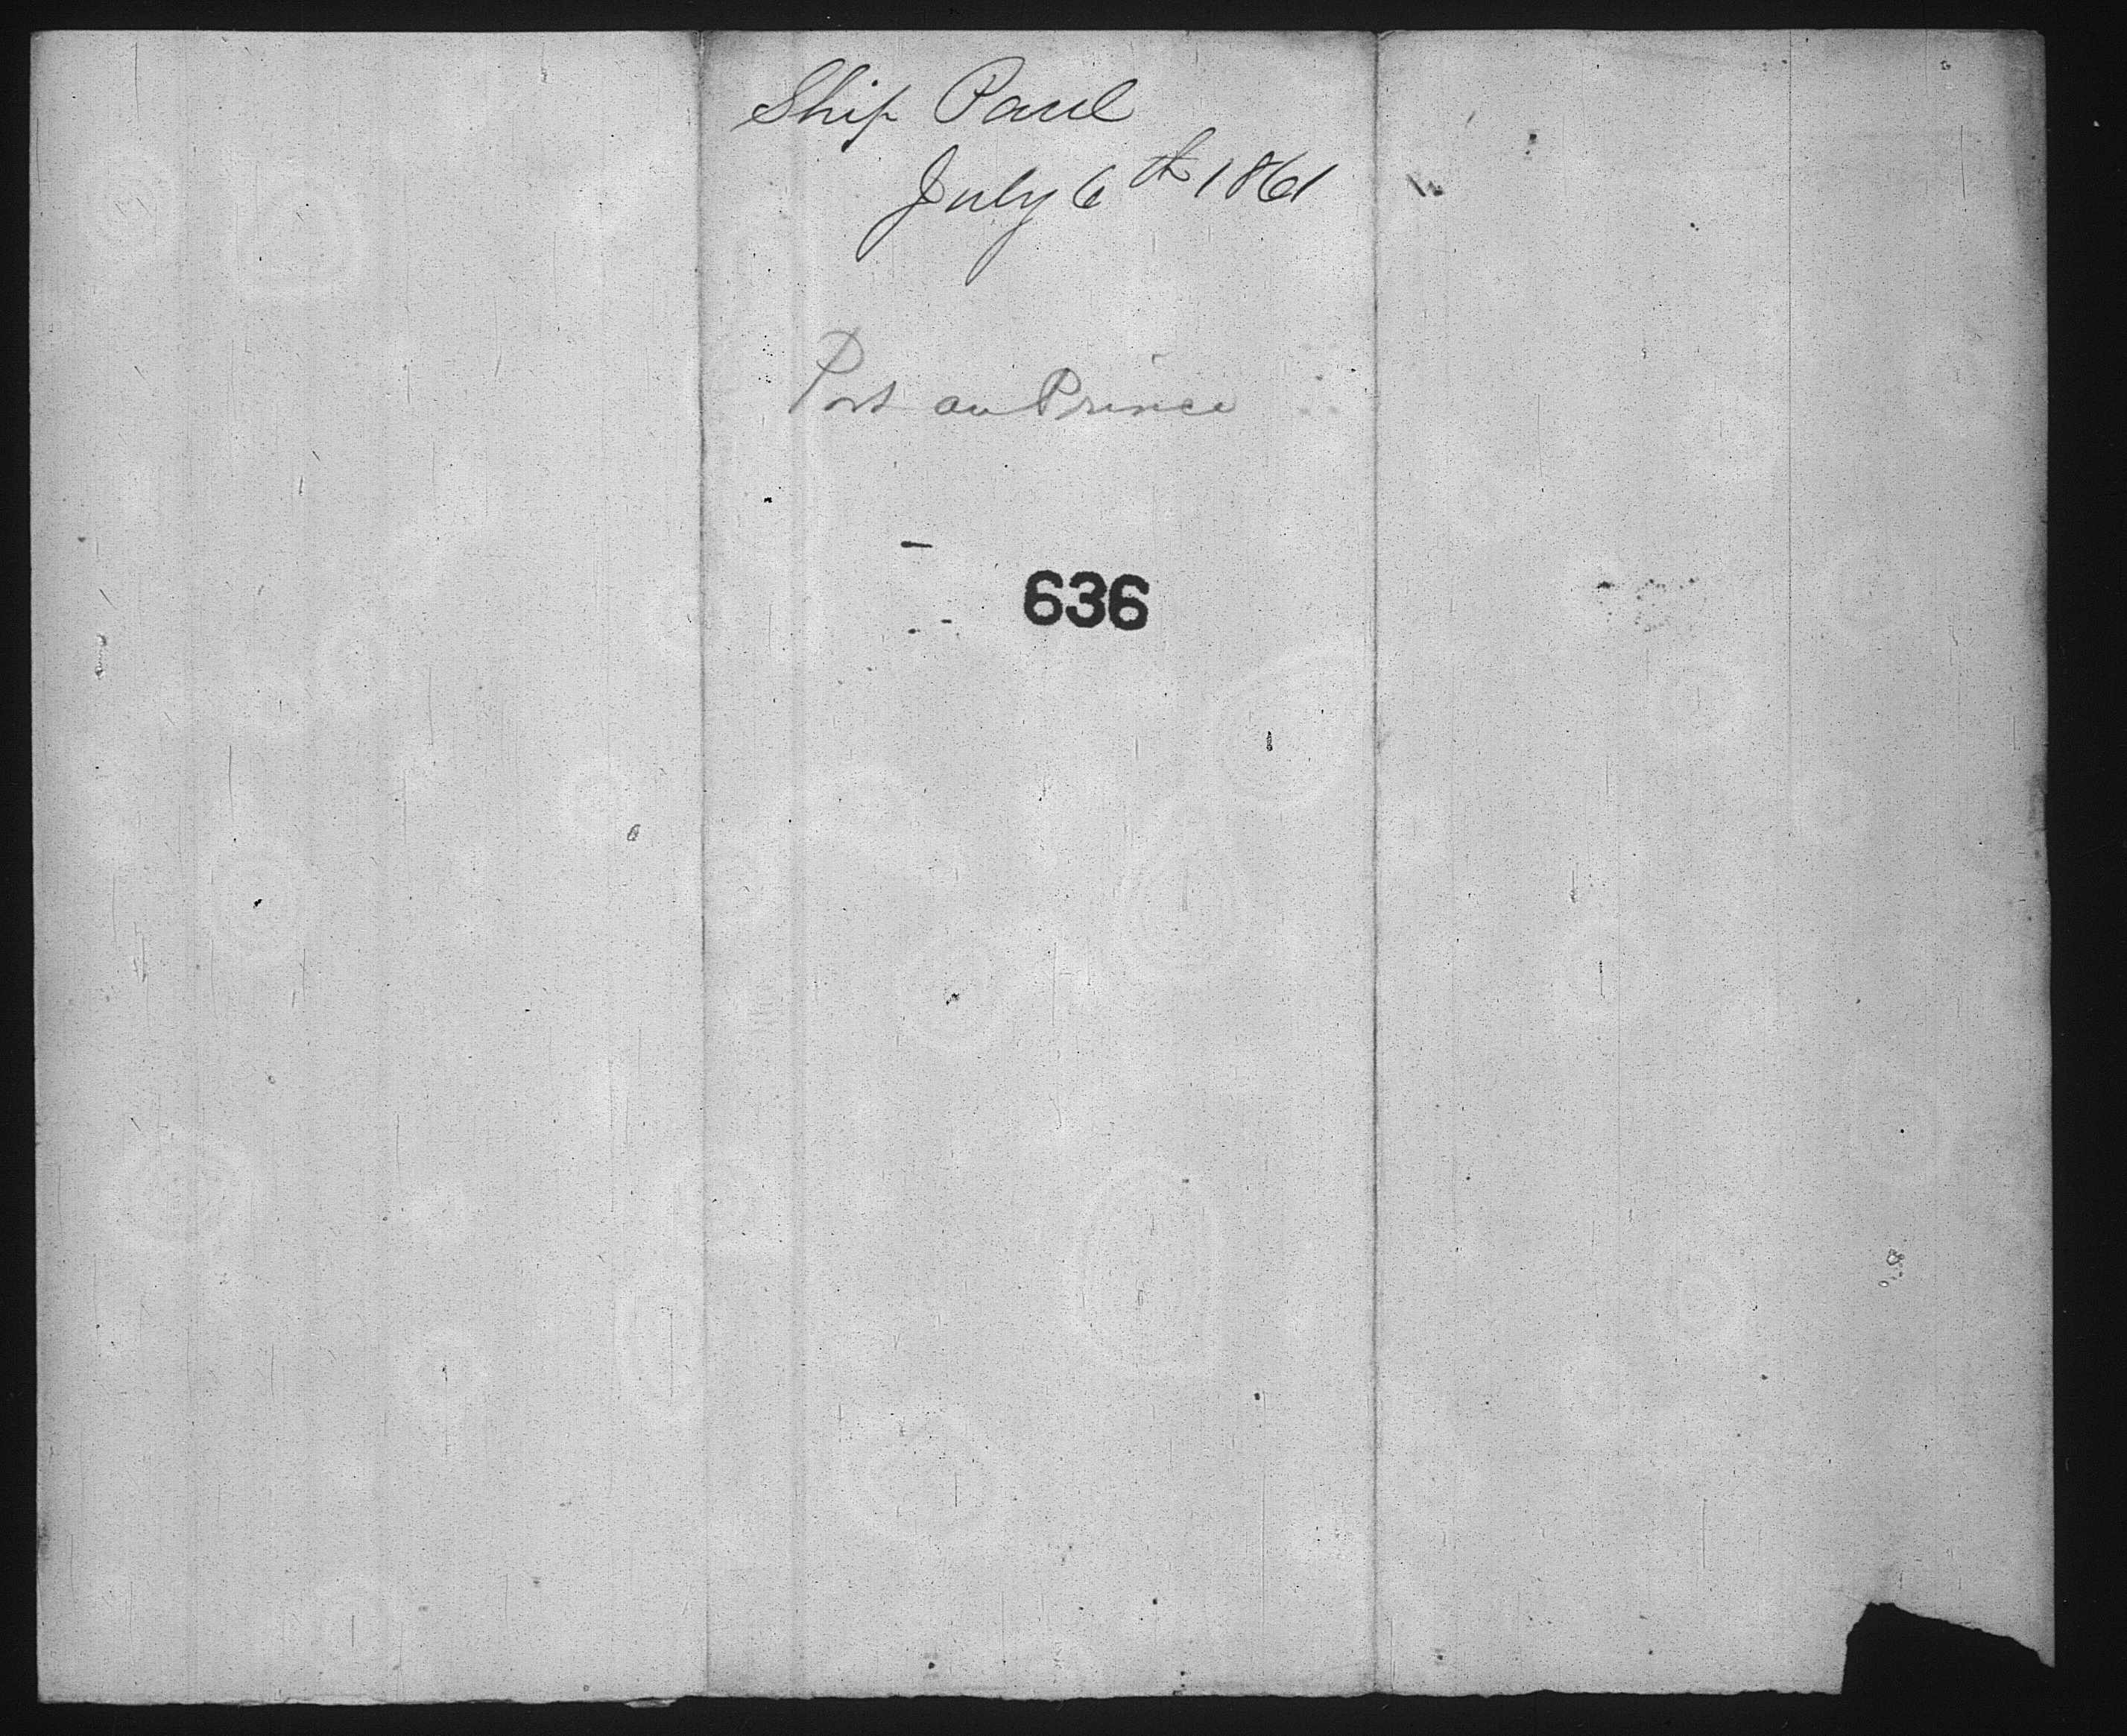 Ship Paul
July 6th 1861
Port au Prince
636